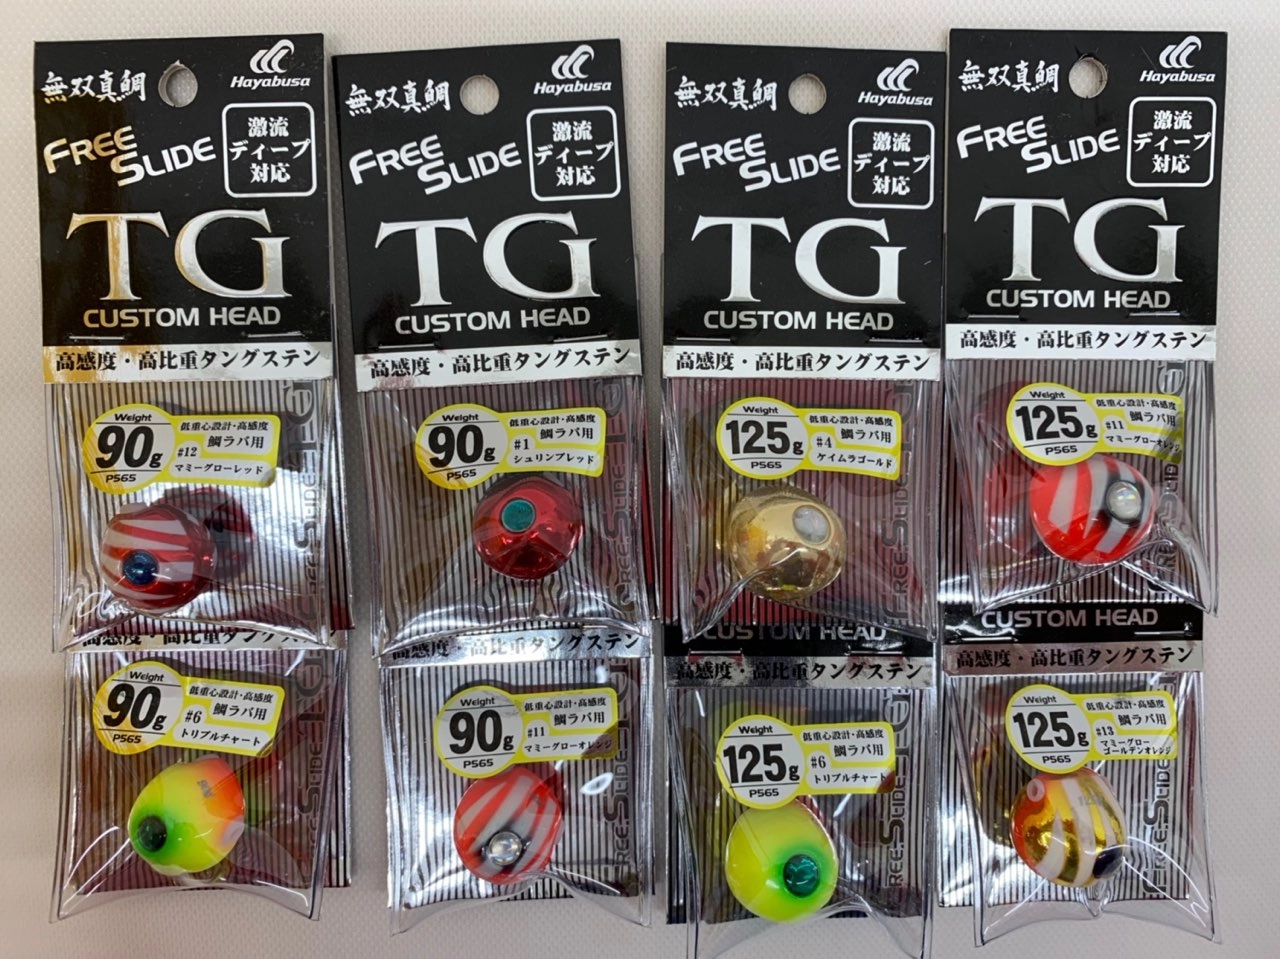 無双真鯛
Hayabusa
FREE SLIDE
激流
ディープ
対応
TG
CUSTOM HEAD
高感度・高比重タングステン
Weight
90g
P565
低重心設計・高感度
鯛ラバ用
#12
マミーグローレッド
無双真鯛
Hayabusa
FREE SLIDE
激流
ディープ
対応
TG
CUSTOM HEAD
高感度・高比重タングステン
Weight
90g
P565
低重心設計・高感度
鯛ラバ用
#1
シュリンプレッド
無双真鯛
Hayabusa
FREE SLIDE
激流
ディープ
対応
TG
CUSTOM HEAD
高感度・高比重タングステン
Weight
125g
P565
低重心設計・高感度
鯛ラバ用
#4
ケイムラゴールド
無双真鯛
Hayabusa
FREE SLIDE
激流
ディープ
対応
TG
CUSTOM HEAD
高感度・高比重タングステン
Weight
125g
P565
低重心設計・高感度
鯛ラバ用
#11
マミーグローオレンジ
高感度・高比重タングステン
Weight
90g
P565
低重心設計・高感度
鯛ラバ用
#6
トリプルチャート
高感度・高比重タングステン
Weight
90g
P565
低重心設計・高感度
鯛ラバ用
#11
マミーグローオレンジ
CUSTOM HEAD
高感度・高比重タングステン
Weight
125g
P565
低重心設計・高感度
鯛ラバ用
#6
トリプルチャート
CUSTOM HEAD
高感度・高比重タングステン
Weight
125g
P565
低重心設計・高感度
鯛ラバ用
#13
マミーグロー
ゴールデンオレンジ